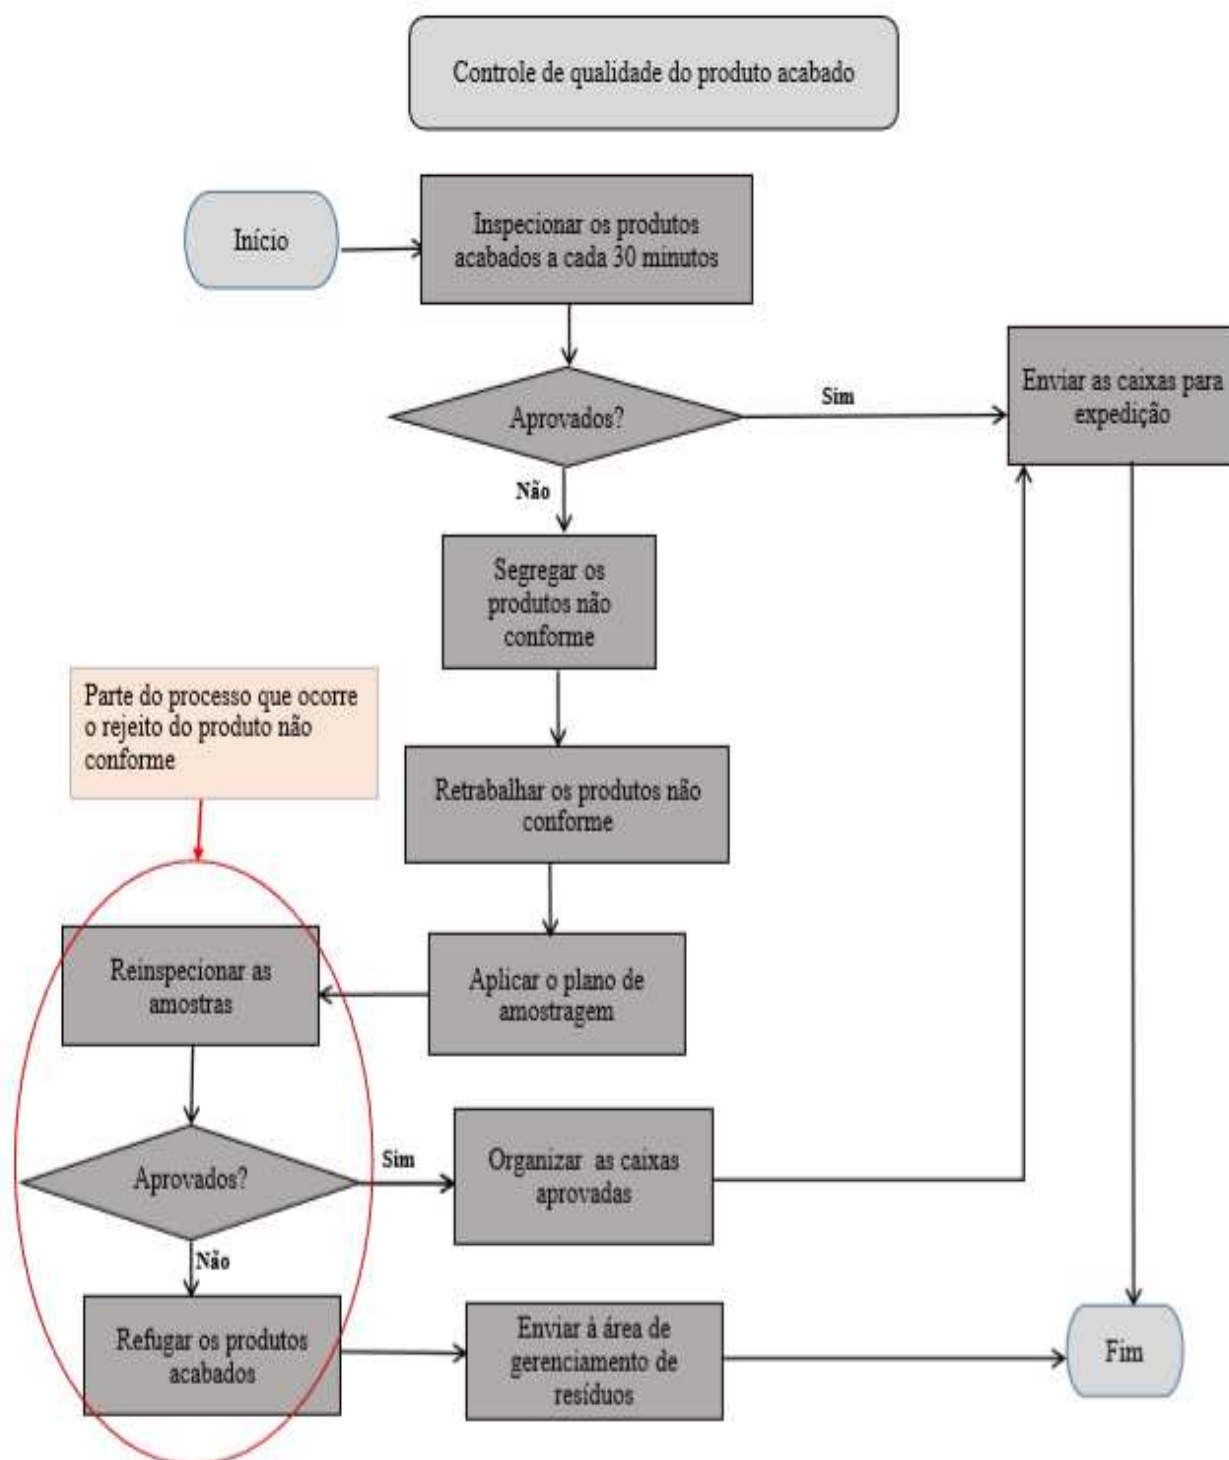 Controle de qualidade do produto acabado
Início
Inspecionar os produtos
acabados a cada 30 minutos
Aprovados?
Sim
Enviar as caixas para
expedição
Não
Segregar os
produtos não
conforme
Parte do processo que ocorre
o rejeito do produto não
conforme
Retrabalhar os produtos não
conforme
Reinspecionar as
amostras
Aplicar o plano de
amostragem
Aprovados?
Sim
Organizar as caixas
aprovadas
Não
Refugar os produtos
acabados
Enviar à área de
gerenciamento de
resíduos
Fim